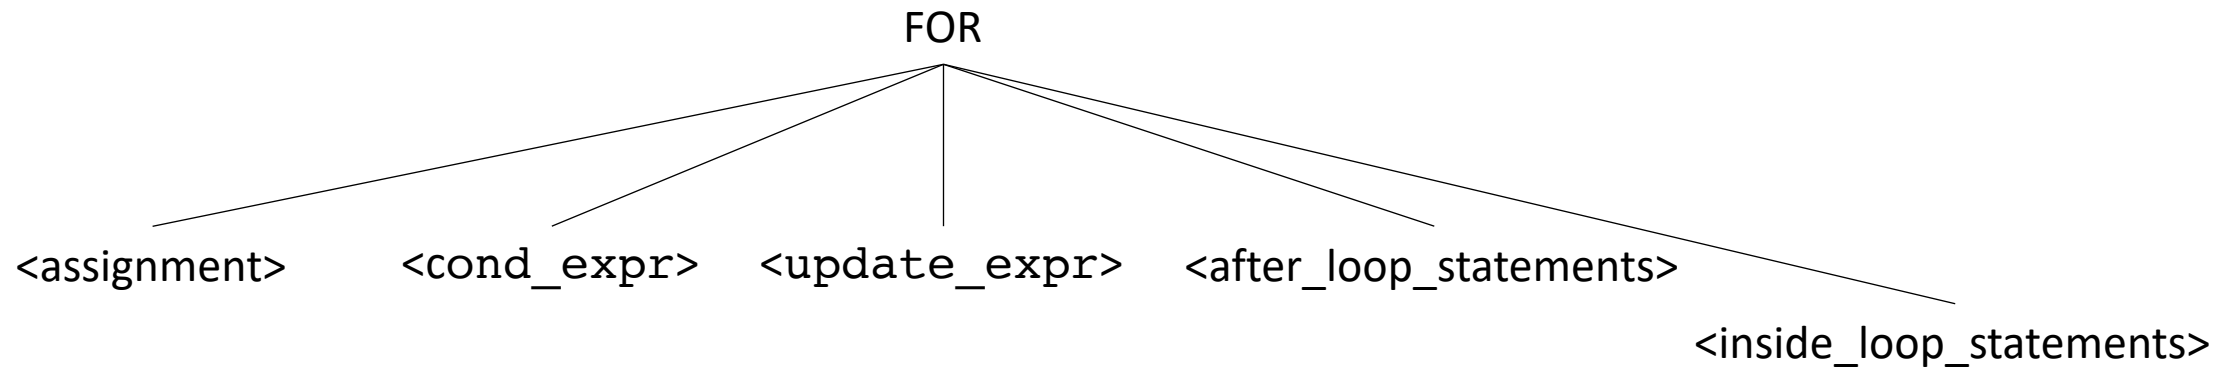 FOR
<assignment> <cond_expr> <update_expr> <after_loop_statements>
<inside_loop_statements>